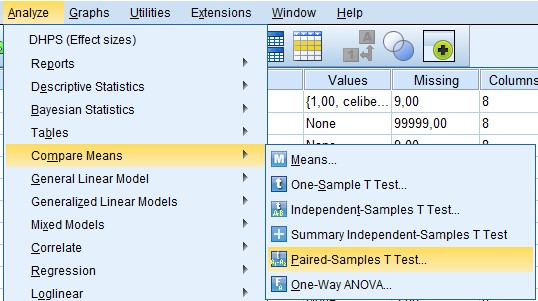 Analyze Graphs Utilities Extensions Window Help
DHPS (Effect sizes)
Reports
Descriptive Statistics
Bayesian Statistics
Tables
Compare Means
General Linear Model
Generalized Linear Models
Mixed Models
Correlate
Regression
Loglinear
Values Missing Columns
{1,00, celibe... 9,00 8
None 99999,00 8
Means...
One-Sample T Test...
Independent-Samples T Test...
Summary Independent-Samples T Test
Paired-Samples T Test...
One-Way ANOVA...